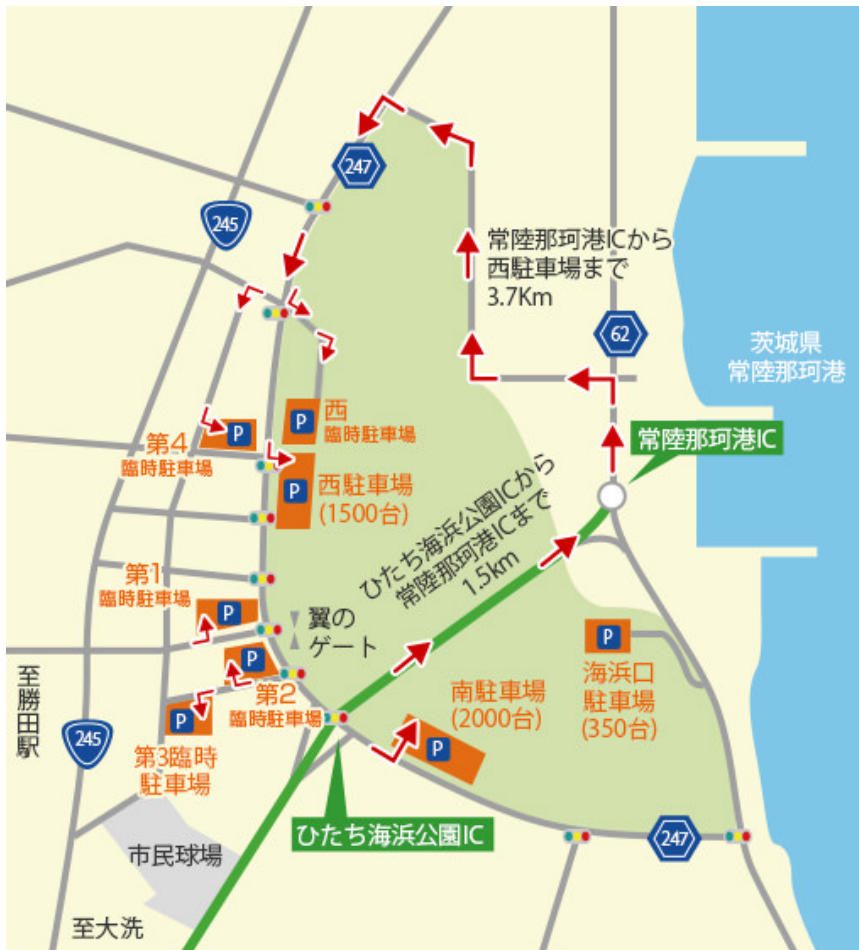 247
245
常陸那珂港ICから
西駐車場まで
3.7Km
62
茨城県
常陸那珂港
常陸那珂港IC
P
西
臨時駐車場
P
第4
臨時駐車場
P
西駐車場
(1500台)
ひたち海浜公園ICから
常陸那珂港ICまで
1.5km
第1
臨時駐車場
P
翼の
ゲート
P
海浜口
駐車場
(350台)
P
第2
臨時駐車場
南駐車場
(2000台)
P
至勝田駅
245
P
第3臨時
駐車場
ひたち海浜公園IC
247
市民球場
至大洗